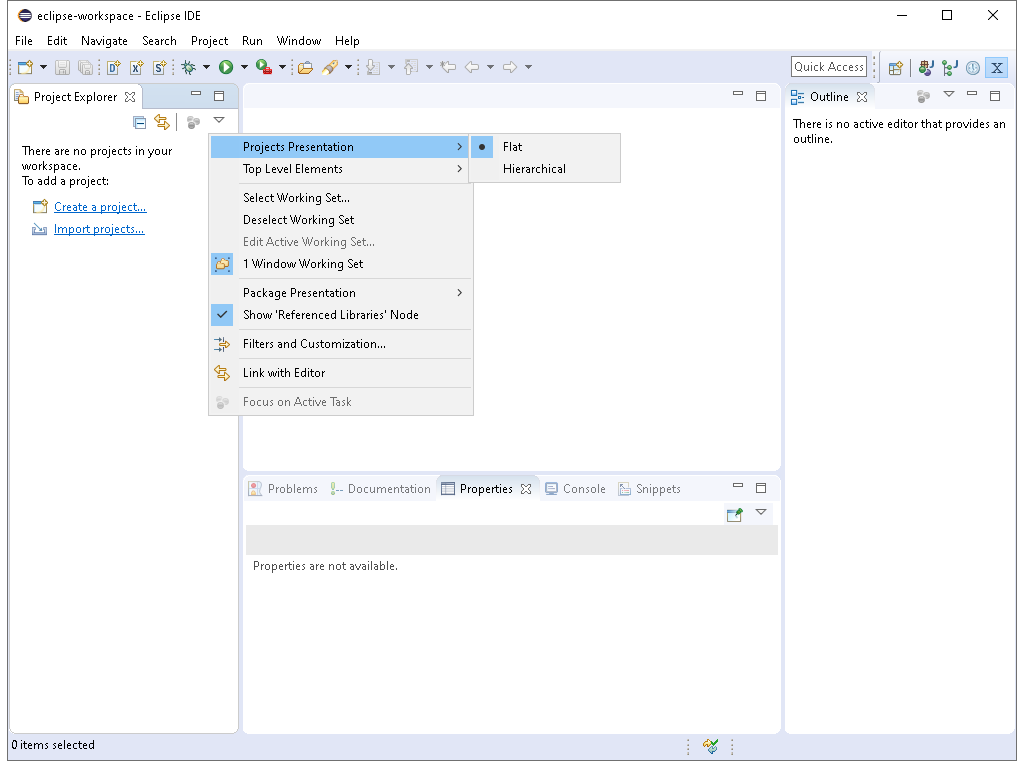 eclipse-workspace - Eclipse IDE
File Edit Navigate Search Project Run Window Help
Quick Access
Project Explorer
There are no projects in your
workspace.
To add a project:
Create a project...
Import projects...
Projects Presentation
Top Level Elements
Select Working Set...
Deselect Working Set
Edit Active Working Set...
1 Window Working Set
Package Presentation
Show 'Referenced Libraries' Node
Filters and Customization...
Link with Editor
Focus on Active Task
Flat
Hierarchical
Outline
There is no active editor that provides an
outline.
Problems Documentation Properties Console Snippets
Properties are not available.
0 items selected